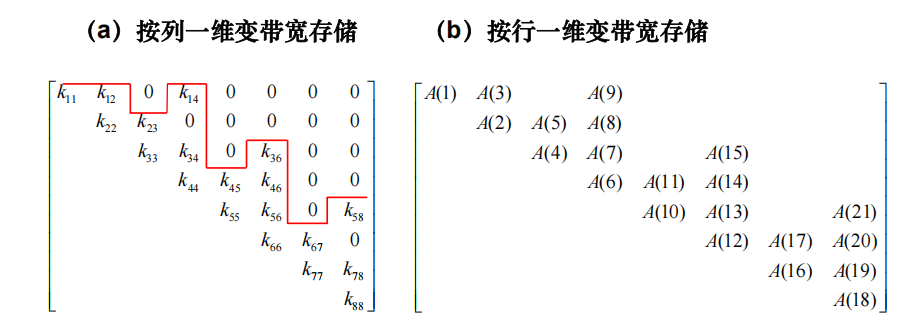 (a) 按列一维变带宽存储 (b) 按行一维变带宽存储
k11 k12 0 k14 0 0 0 0 A(1) A(3) A(9)
k22 k23 0 0 0 0 0 A(2) A(5) A(8)
k33 k34 0 k36 0 0 A(4) A(7) A(15)
k44 k45 k46 0 0 A(6) A(11) A(14)
k55 k56 0 k58 A(10) A(13) A(21)
k66 k67 0 A(12) A(17) A(20)
k77 k78 A(16) A(19)
k88 A(18)